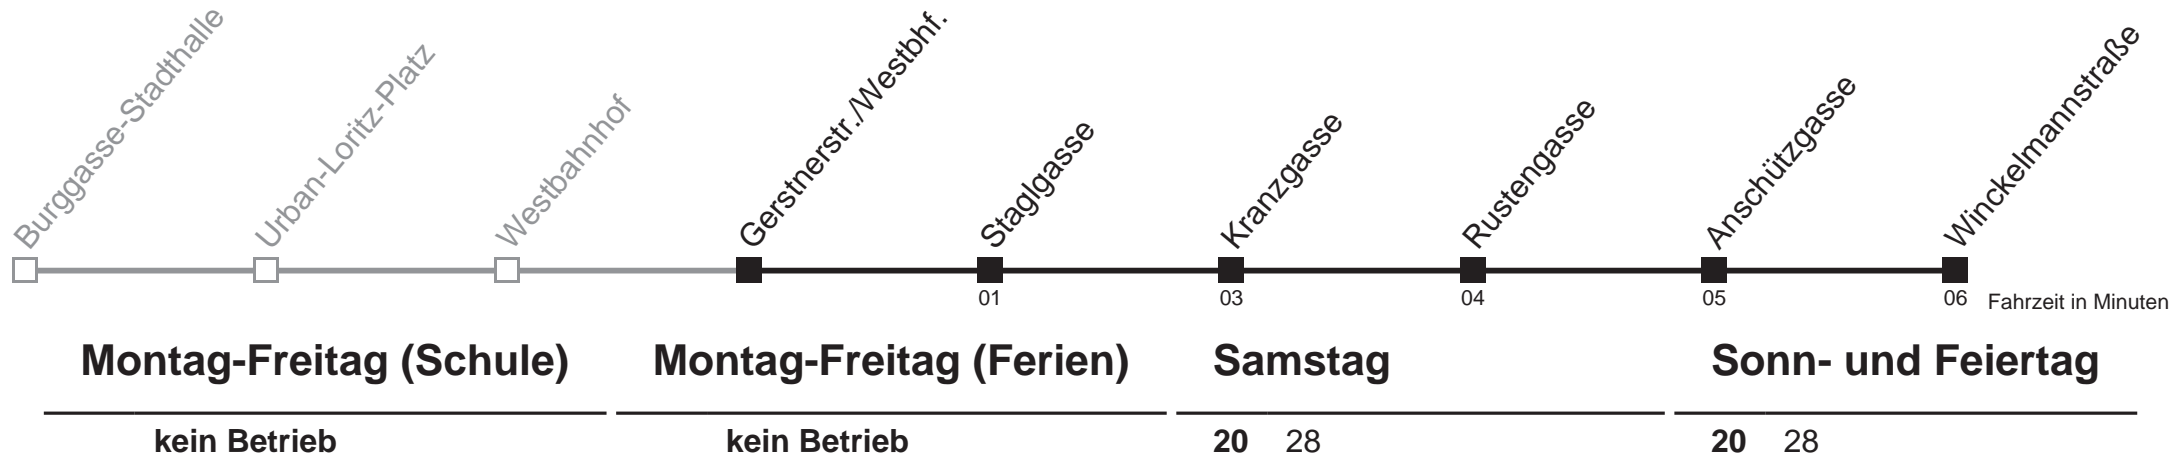 Burggasse-Stadthalle
Urban-Loritz-Platz
Westbahnhof
Gerstnerstr./Westbhf.
Staglgasse
Kranzgasse
Rustengasse
Anschützgasse
Winckelmannstraße
01 03 04 05 06 Fahrzeit in Minuten
Montag-Freitag (Schule) Montag-Freitag (Ferien) Samstag Sonn- und Feiertag
kein Betrieb kein Betrieb 20 28 20 28